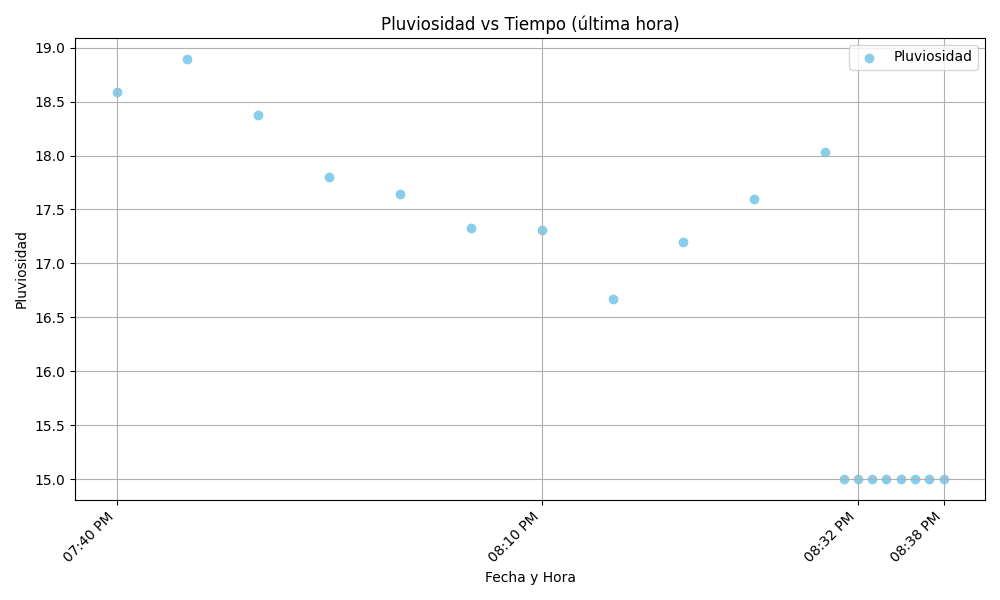 Pluviosidad vs Tiempo (última hora)
Pluviosidad
19.0
18.5
18.0
17.5
17.0
16.5
16.0
15.5
15.0
Pluviosidad
07:40 PM
08:10 PM
08:32 PM
08:38 PM
Fecha y Hora